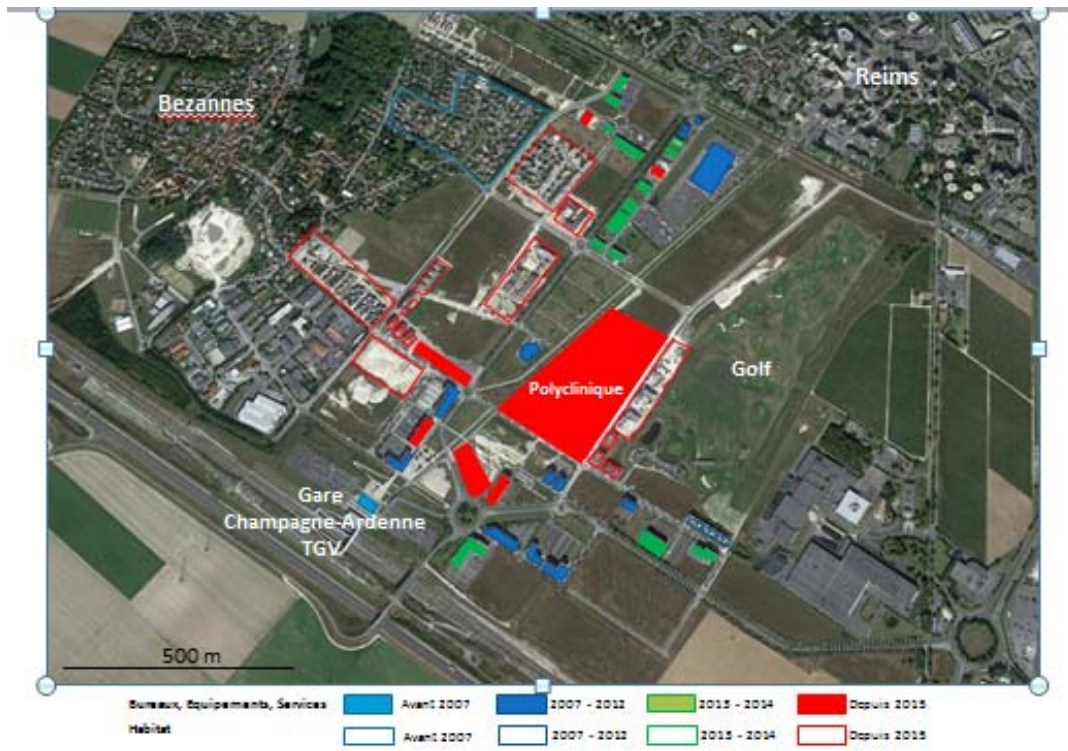 Bezannes
Reims
Golf
Polyclinique
Gare
Champagne-Ardenne
TGV
500 m
Bureaux, Equipements, Services Avant 2007 2007 - 2012 2013 - 2014 Depuis 2015
Habitat Avant 2007 2007 - 2012 2013 - 2014 Depuis 2015